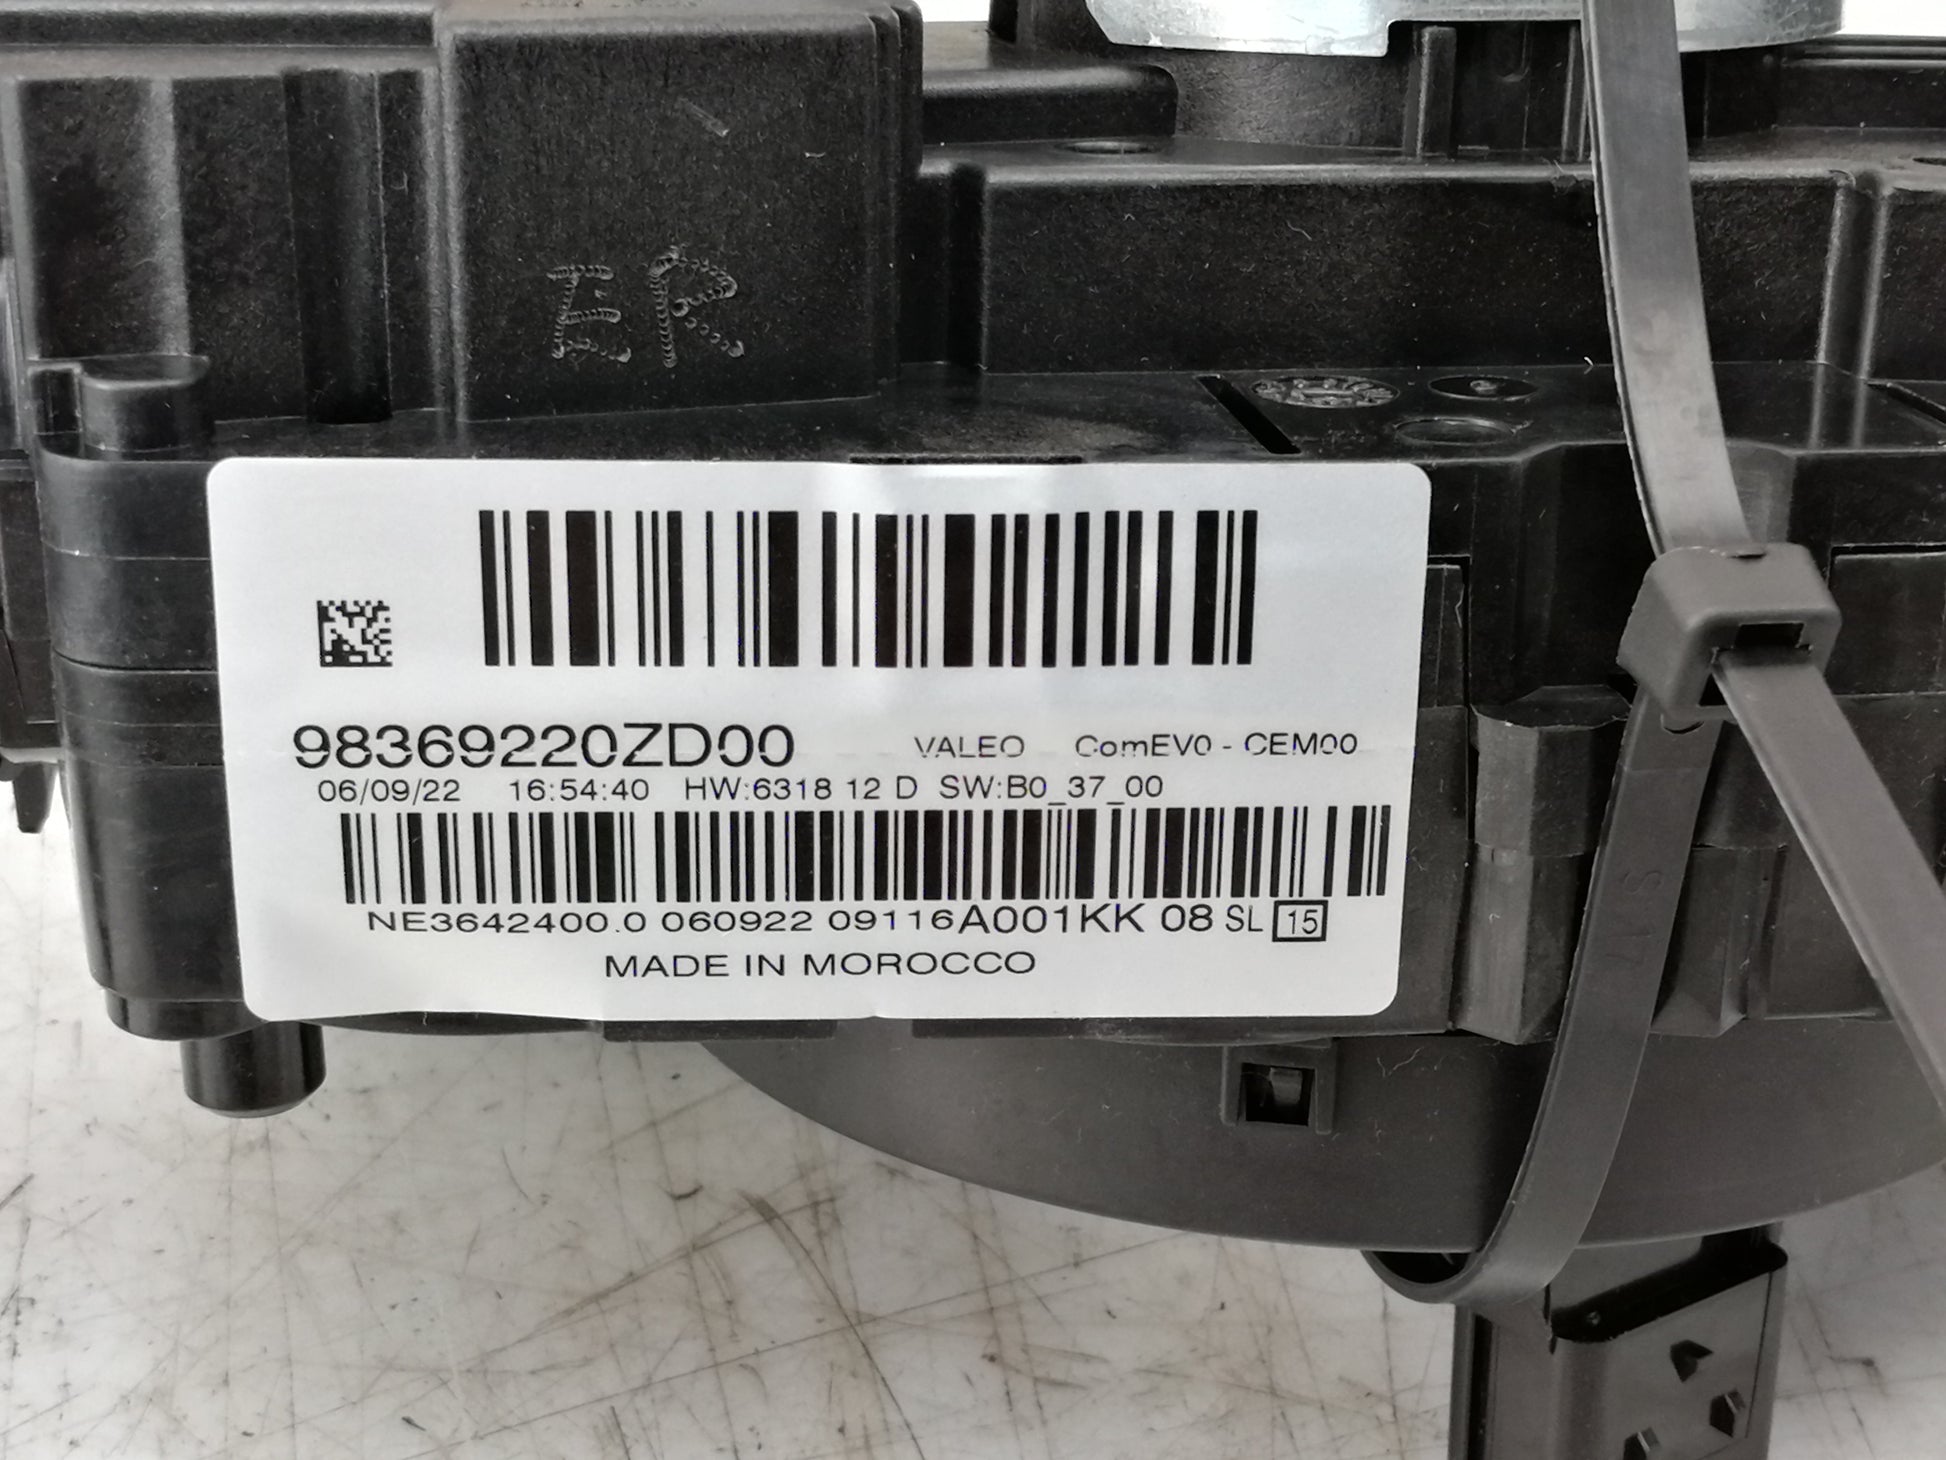 ER
98369220ZD00 VALEO ComEV0 - CEM00
06/09/22 16:54:40 HW:6318 12 D SW:B0_37_00
NE3642400.0 060922 09116A001KK 08 SL 15
MADE IN MOROCCO